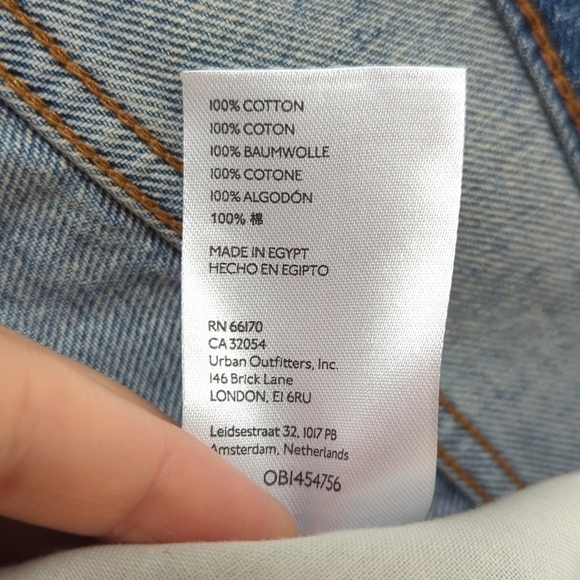 100% COTTON
100% COTON
100% BAUMWOLLE
100% COTONE
100% ALGODÓN
100% 棉
MADE IN EGYPT
HECHO EN EGIPTO
RN 66170
CA 32054
Urban Outfitters, Inc.
146 Brick Lane
LONDON, E1 6RU
Leidsestraat 32, 1017 PB
Amsterdam, Netherlands
OB1454756